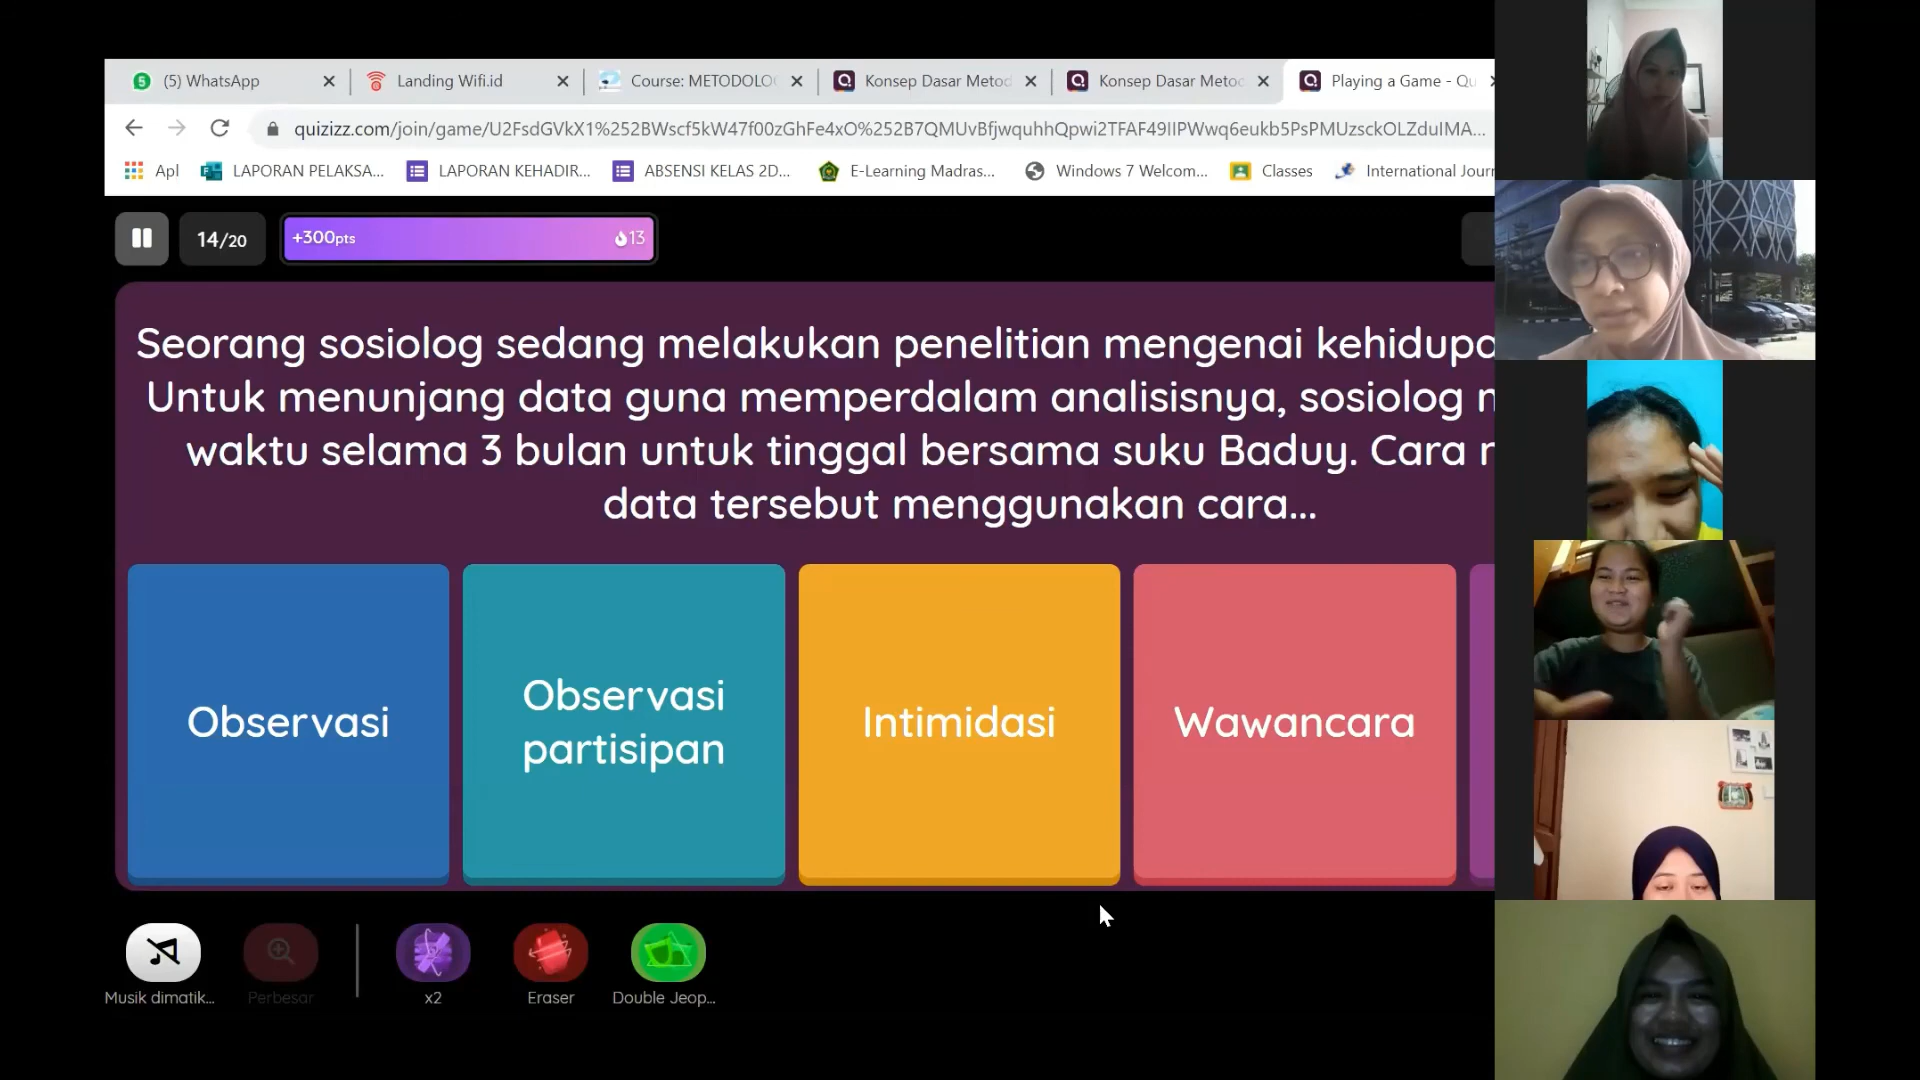 (5) WhatsApp
Landing Wifi.id
Course: METODOLO
Konsep Dasar Metod
Konsep Dasar Metod
Playing a Game - Qu
quizizz.com/join/game/U2FsdGVkX1%252BWscf5kW47f00zGhFe4xO%252B7QMUvBfjwquhhQpwi2TFAF49IIPWwq6eukb5PsPMUzsckOLZduIMA...
Apl
LAPORAN PELAKSA...
LAPORAN KEHADIR...
ABSENSI KELAS 2D...
E-Learning Madras...
Windows 7 Welcom...
Classes
International Jour
14/20
+300pts
13
Seorang sosiolog sedang melakukan penelitian mengenai kehidupa
Untuk menunjang data guna memperdalam analisisnya, sosiolog
waktu selama 3 bulan untuk tinggal bersama suku Baduy. Cara
data tersebut menggunakan cara...
Observasi
Observasi
partisipan
Intimidasi
Wawancara
Musik dimatik...
Perbesar
x2
Eraser
Double Jeop...